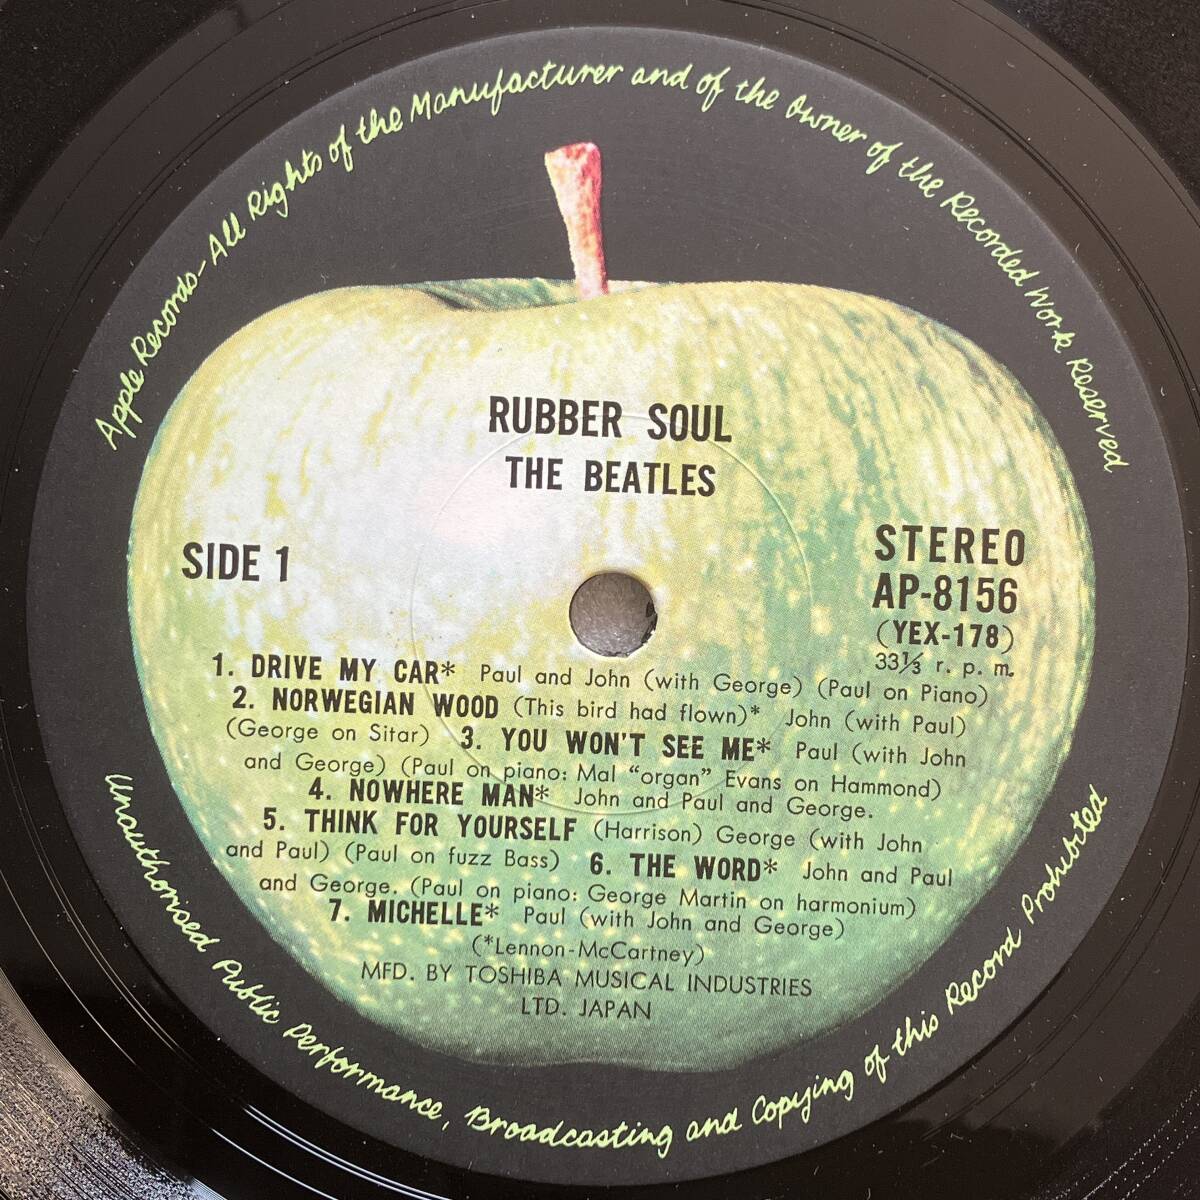 Apple Records-All Rights of the Manufacturer and of the Owner of the Recorded Work Reserved
RUBBER SOUL
THE BEATLES
SIDE 1
STEREO
AP-8156
(YEX-178)
33⅓ r. p. m.
1. DRIVE MY CAR* Paul and John (with George) (Paul on Piano)
2. NORWEGIAN WOOD (This bird had flown)* John (with Paul)
(George on Sitar) 3. YOU WON'T SEE ME* Paul (with John
and George) (Paul on piano: Mal "organ" Evans on Hammond)
4. NOWHERE MAN* John and Paul and George.
5. THINK FOR YOURSELF (Harrison) George (with John
and Paul) (Paul on fuzz Bass) 6. THE WORD* John and Paul
and George. (Paul on piano: George Martin on harmonium)
7. MICHELLE* Paul (with John and George)
(*Lennon-McCartney)
MFD. BY TOSHIBA MUSICAL INDUSTRIES
LTD. JAPAN
Unauthorised Public Performance, Broadcasting and Copying of this Record Prohibited